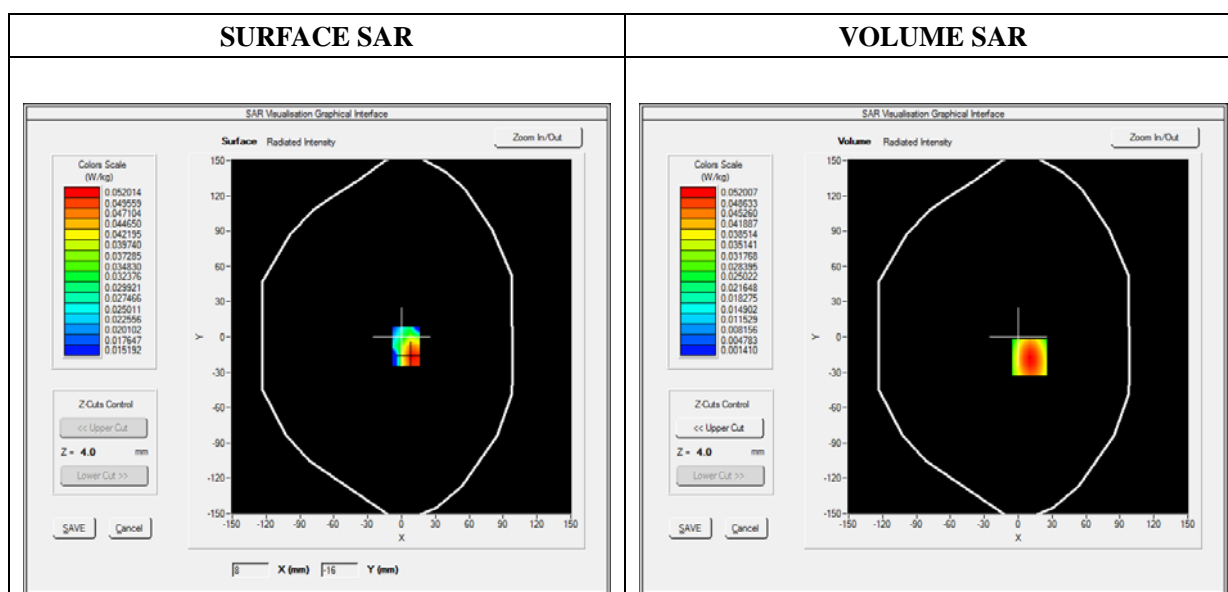 SURFACE SAR
VOLUME SAR
SAR Visualisation Graphical Interface
Surface Radiated Intensity
Zoom In/Out
Colors Scale
(W/kg)
0.052014
0.049559
0.047104
0.044650
0.042195
0.039740
0.037285
0.034830
0.032376
0.029921
0.027466
0.025011
0.022556
0.020102
0.017647
0.015192
Z-Cuts Control
<< Upper Cut
Z = 4.0 mm
Lower Cut >>
SAVE Cancel
150
120
90
60
30
0
-30
-60
-90
-120
-150
Y
-150 -120 -90 -60 -30 0 30 60 90 120 150
X
8 X (mm) -16 Y (mm)
SAR Visualisation Graphical Interface
Volume Radiated Intensity
Zoom In/Out
Colors Scale
(W/kg)
0.052007
0.048633
0.045260
0.041887
0.038514
0.035141
0.031768
0.028395
0.025022
0.021648
0.018275
0.014902
0.011529
0.008156
0.004783
0.001410
Z-Cuts Control
<< Upper Cut
Z = 4.0 mm
Lower Cut >>
SAVE Cancel
150
120
90
60
30
0
-30
-60
-90
-120
-150
Y
-150 -120 -90 -60 -30 0 30 60 90 120 150
X